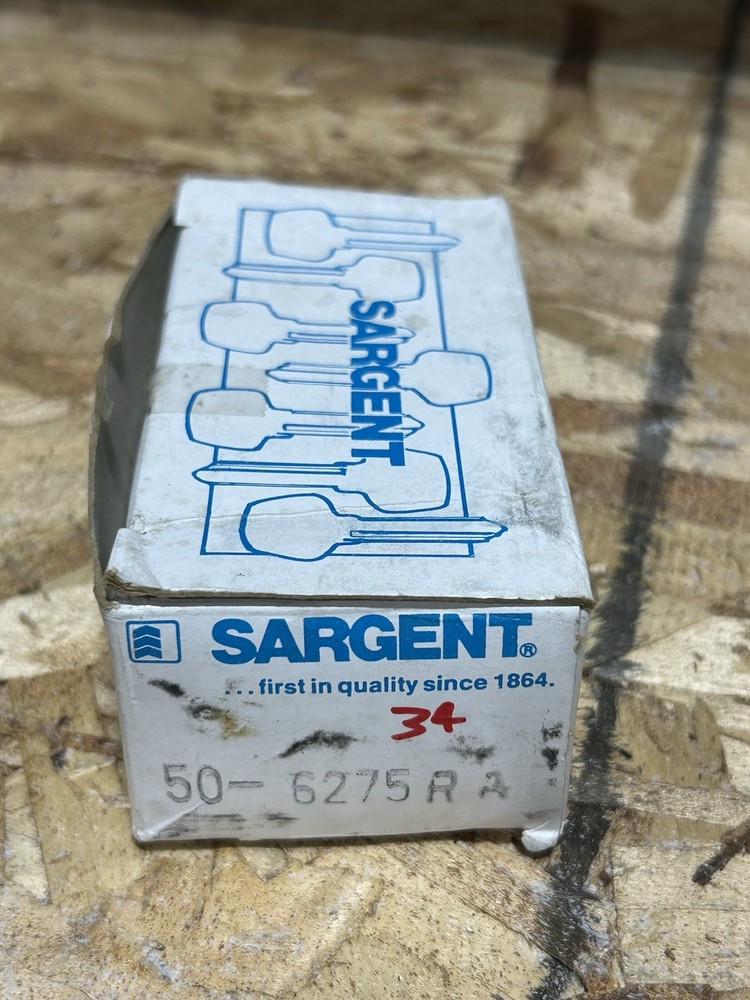 SARGENT
SARGENT®
...first in quality since 1864.
34
50- 6275 R A